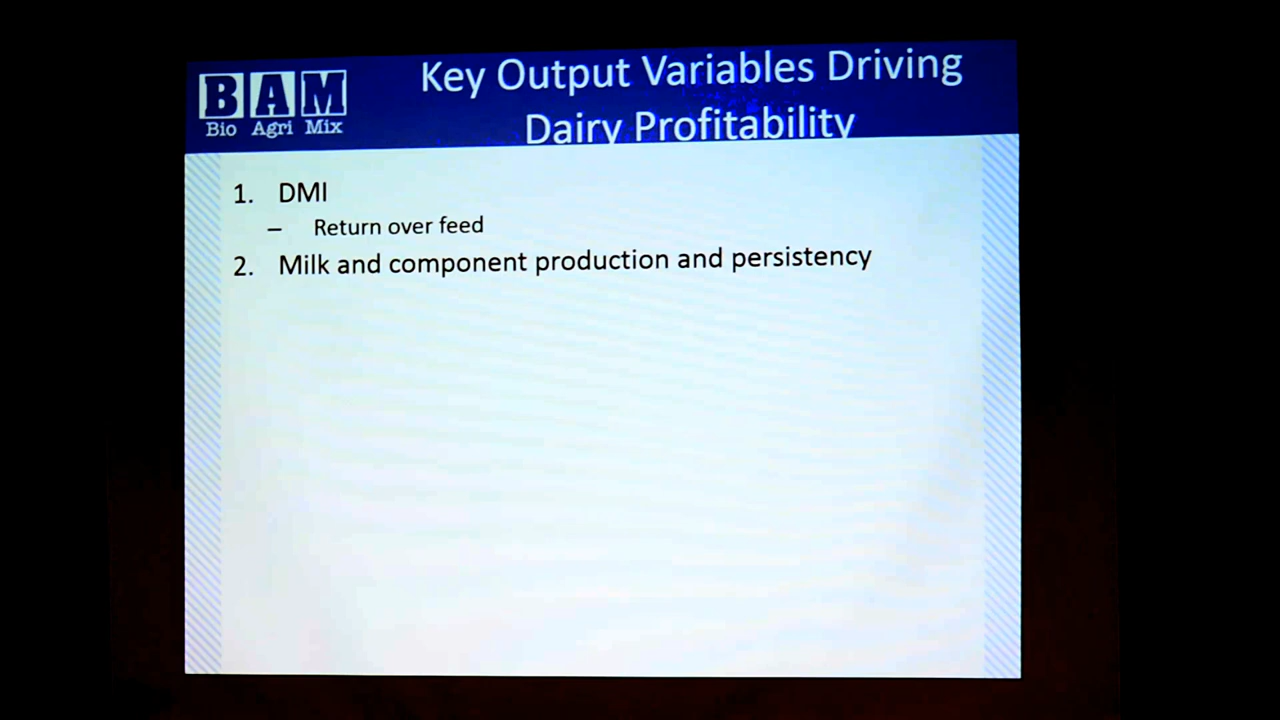 BAM
Bio Agri Mix
Key Output Variables Driving
Dairy Profitability
1. DMI
– Return over feed
2. Milk and component production and persistency